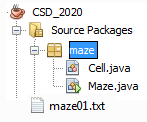 CSD_2020
Source Packages
maze
Cell.java
Maze.java
maze01.txt